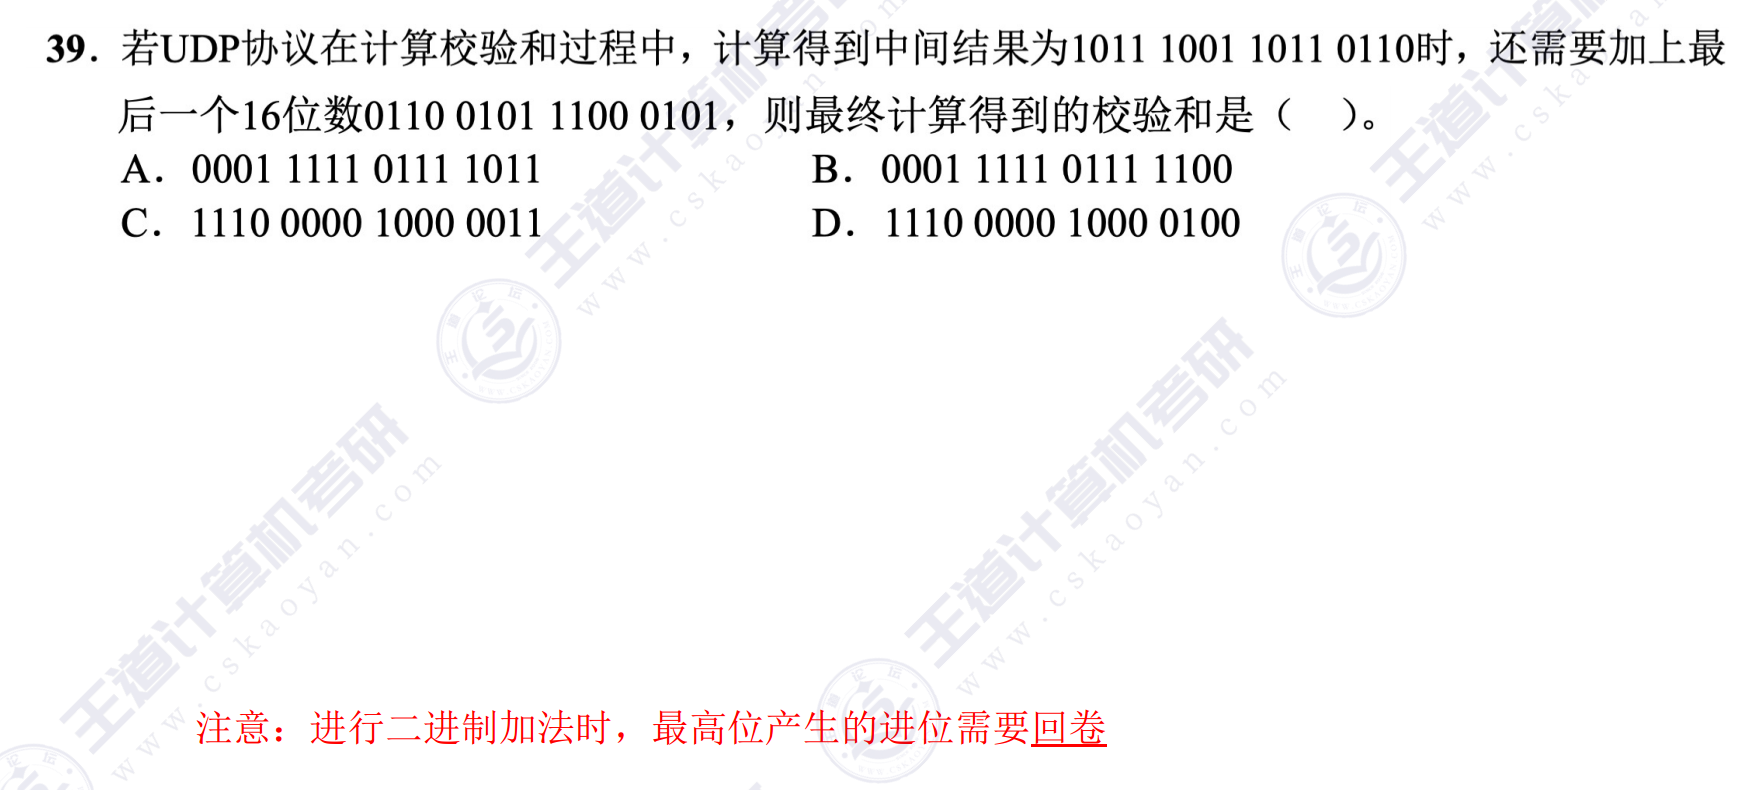 39．若UDP协议在计算校验和过程中，计算得到中间结果为1011 1001 1011 0110时，还需要加上最
后一个16位数0110 0101 1100 0101，则最终计算得到的校验和是（　）。
A．0001 1111 0111 1011　B．0001 1111 0111 1100
C．1110 0000 1000 0011　D．1110 0000 1000 0100
王道计算机考研
www.cskaoyan.com
王道计算机考研
www.cskaoyan.com
王道计算机考研
www.cskaoyan.com
王道计算机考研
www.cskaoyan.com
注意：进行二进制加法时，最高位产生的进位需要回卷